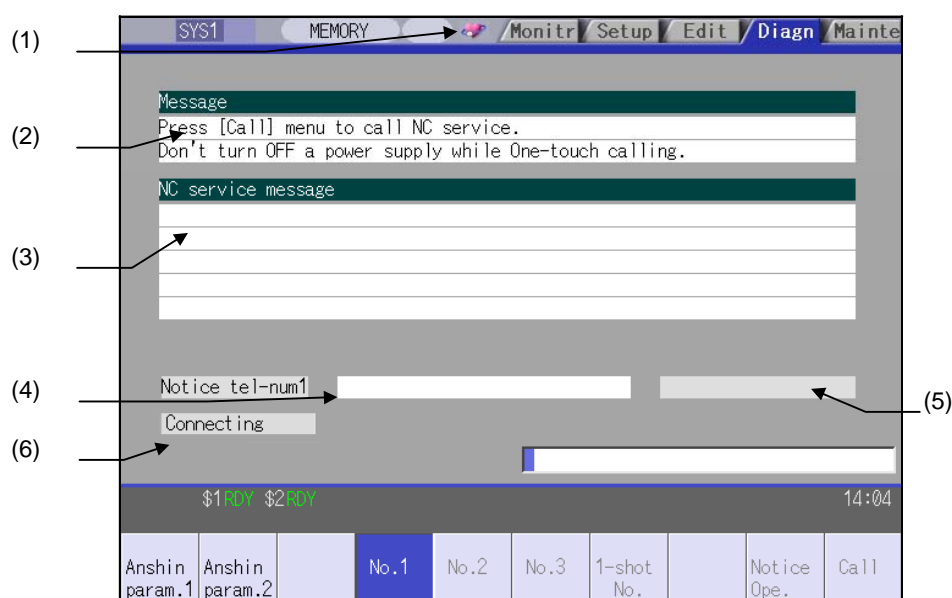 (1)
SYS1 MEMORY Monitr Setup Edit Diagn Mainte
Message
(2)
Press [Call] menu to call NC service.
Don't turn OFF a power supply while One-touch calling.
NC service message
(3)
(4)
Notice tel-num1
(5)
Connecting
(6)
$1RDY $2RDY 14:04
Anshin param.1 Anshin param.2 No.1 No.2 No.3 1-shot No. Notice Ope. Call